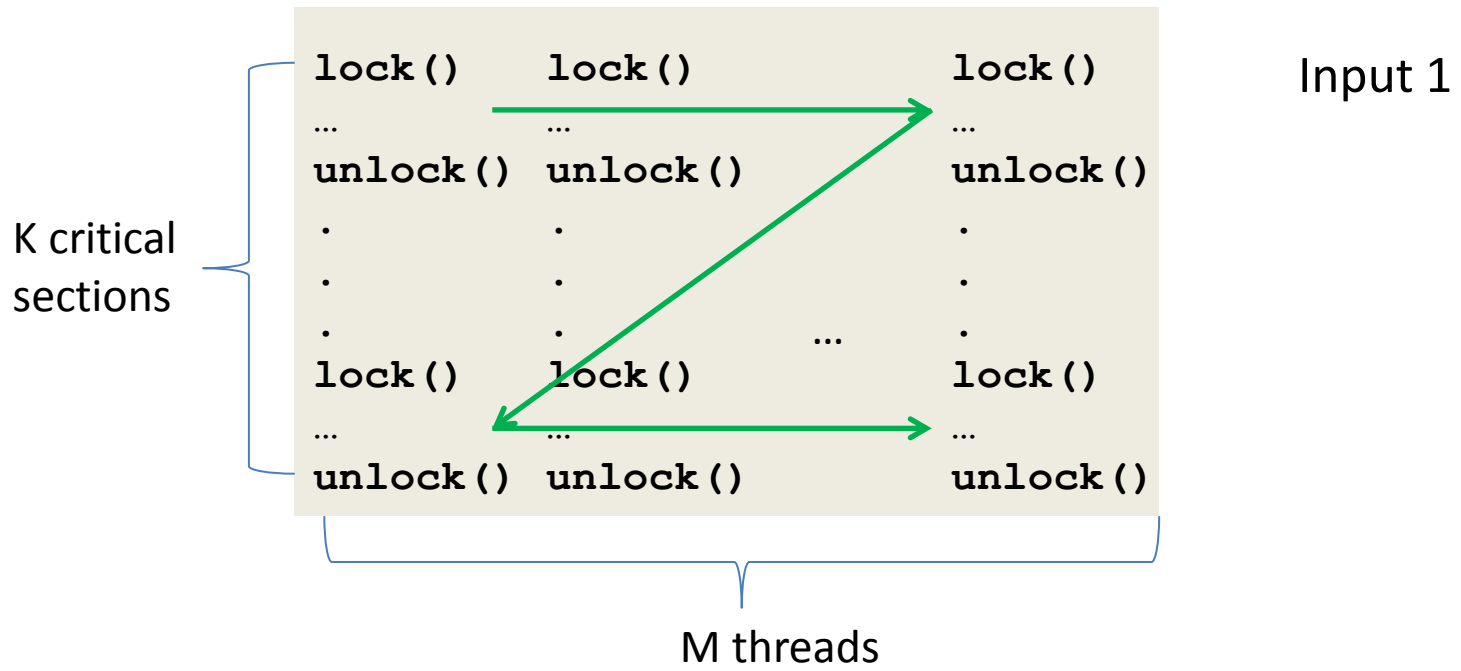 lock() lock() lock() Input 1
… … …
unlock() unlock() unlock()
. . .
K critical
sections
. . .
. . … .
lock() lock() lock()
… … …
unlock() unlock() unlock()
M threads